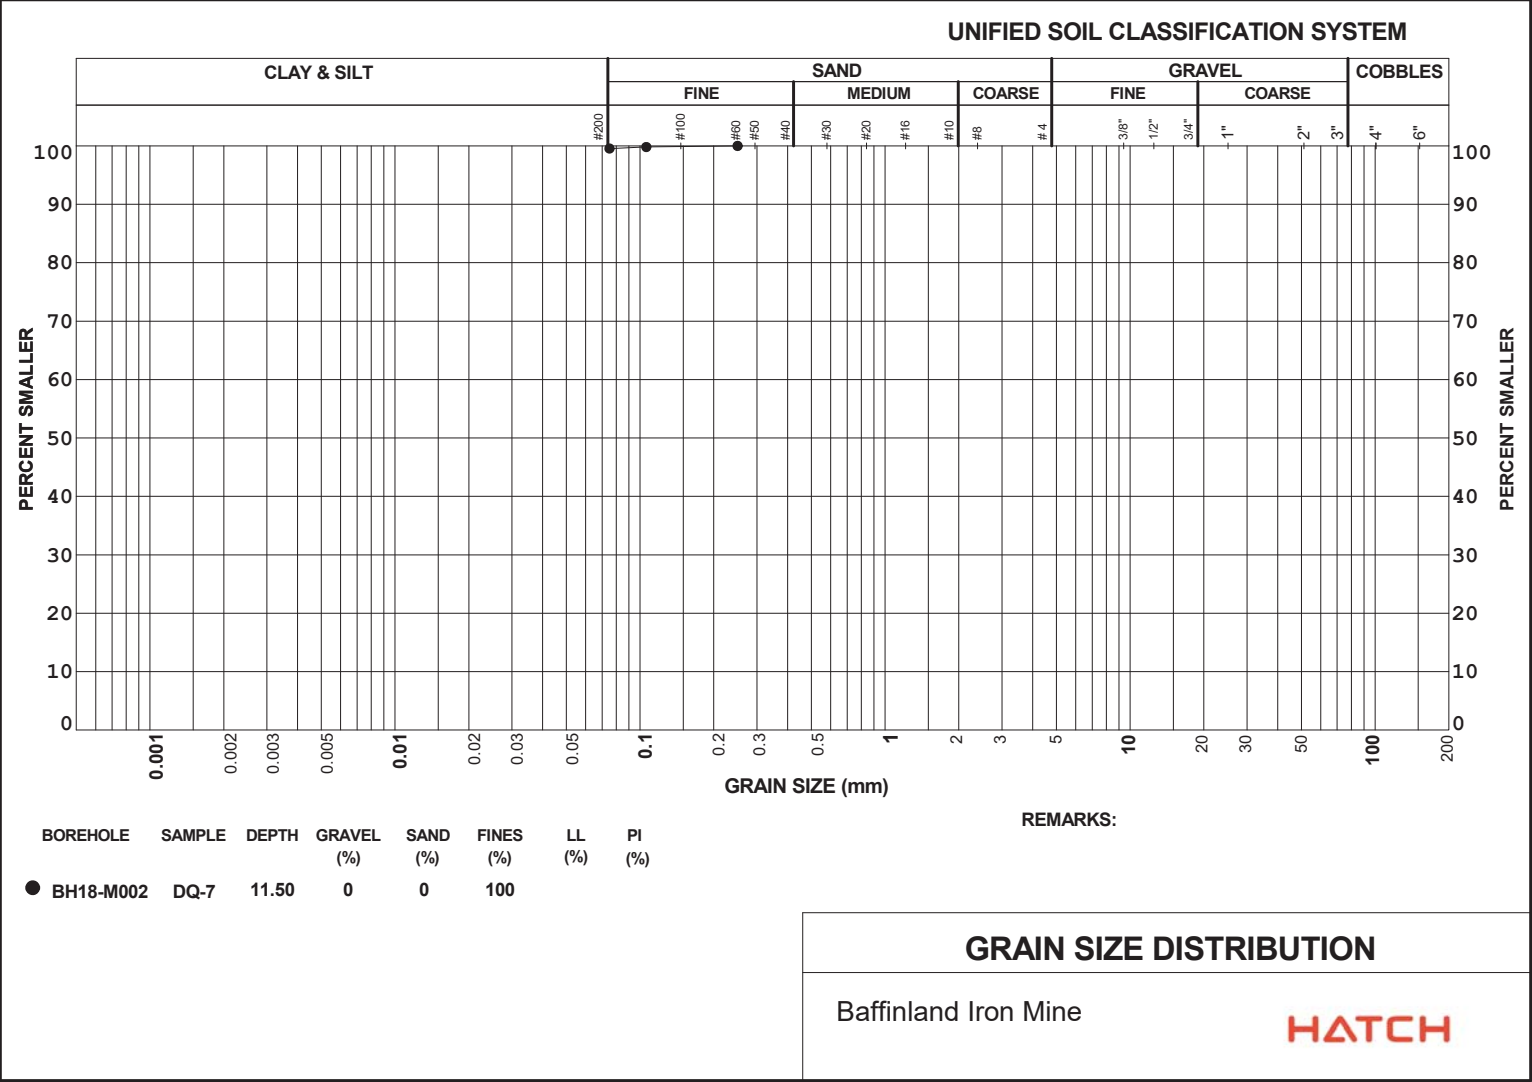 UNIFIED SOIL CLASSIFICATION SYSTEM
CLAY & SILT SAND GRAVEL COBBLES
FINE MEDIUM COARSE FINE COARSE
#200 #100 #60 #50 #40 #30 #20 #16 #10 #8 # 4 3/8" 1/2" 3/4" 1" 2" 3" 4" 6"
100 100
90 90
80 80
70 70
60 60
50 50
40 40
30 30
20 20
10 10
0 0
PERCENT SMALLER
PERCENT SMALLER
0.001 0.002 0.003 0.005 0.01 0.02 0.03 0.05 0.1 0.2 0.3 0.5 1 2 3 5 10 20 30 50 100 200
GRAIN SIZE (mm)
REMARKS:
BOREHOLE SAMPLE DEPTH GRAVEL SAND FINES LL PI
(%) (%) (%) (%) (%)
BH18-M002 DQ-7 11.50 0 0 100
GRAIN SIZE DISTRIBUTION
Baffinland Iron Mine
HATCH